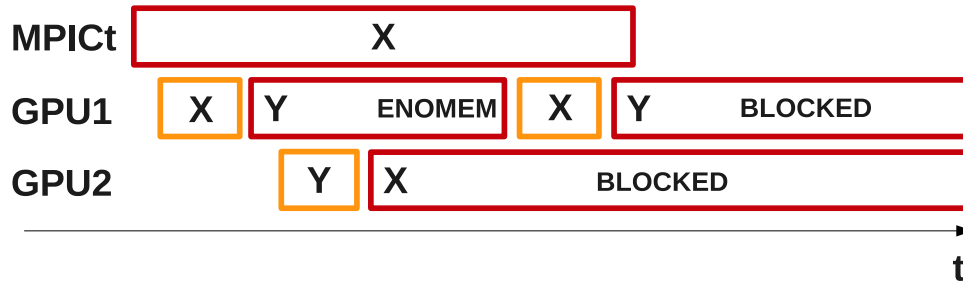 MPICt X
GPU1 X Y ENOMEM X Y BLOCKED
GPU2 Y X BLOCKED
t